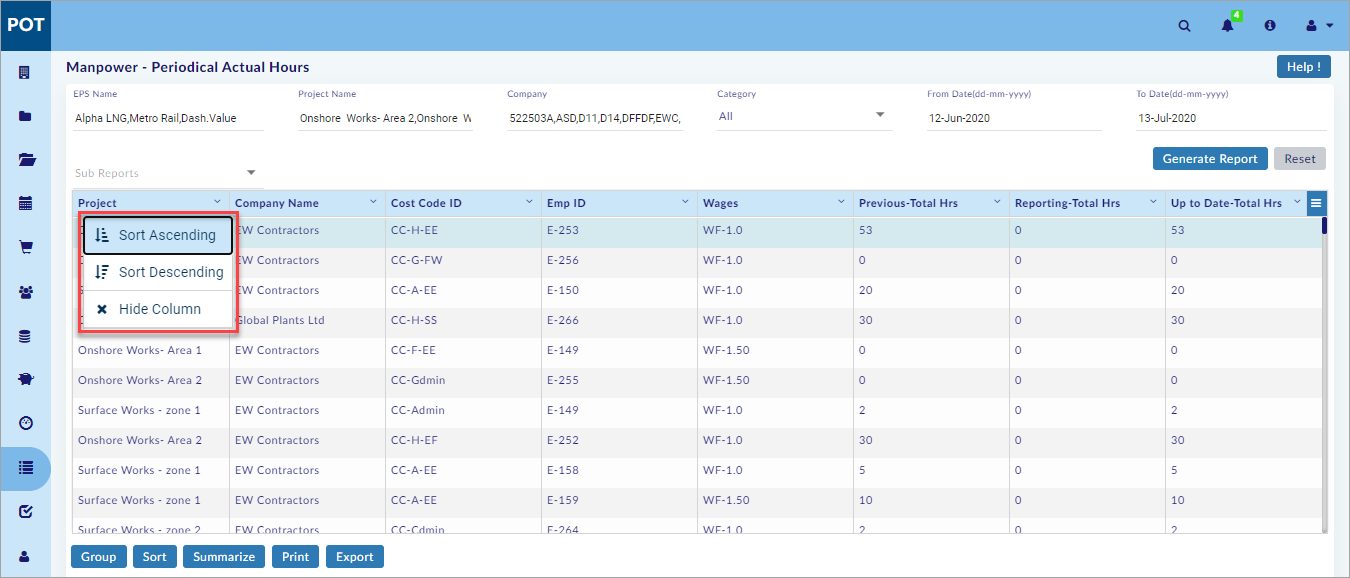 POT
4
Manpower - Periodical Actual Hours
Help !
EPS Name Project Name Company Category From Date(dd-mm-yyyy) To Date(dd-mm-yyyy)
Alpha LNG,Metro Rail,Dash.Value Onshore Works- Area 2,Onshore W 522503A,ASD,D11,D14,DFFDF,EWC, All 12-Jun-2020 13-Jul-2020
Generate Report Reset
Sub Reports
Project Company Name Cost Code ID Emp ID Wages Previous-Total Hrs Reporting-Total Hrs Up to Date-Total Hrs
Sort Ascending
Sort Descending
Hide Column
EW Contractors CC-H-EE E-253 WF-1.0 53 0 53
EW Contractors CC-G-FW E-256 WF-1.0 0 0 0
EW Contractors CC-A-EE E-150 WF-1.0 20 0 20
Global Plants Ltd CC-H-SS E-266 WF-1.0 30 0 30
Onshore Works- Area 1 EW Contractors CC-F-EE E-149 WF-1.50 0 0 0
Onshore Works- Area 2 EW Contractors CC-Gdmin E-255 WF-1.50 0 0 0
Surface Works - zone 1 EW Contractors CC-Admin E-149 WF-1.0 2 0 2
Onshore Works- Area 2 EW Contractors CC-H-EF E-252 WF-1.0 30 0 30
Surface Works - zone 1 EW Contractors CC-A-EE E-158 WF-1.0 5 0 5
Surface Works - zone 1 EW Contractors CC-A-EE E-159 WF-1.50 10 0 10
Surface Works - zone 2 EW Contractors CC-Cdmin E-264 WF-1.0 2 0 2
Group Sort Summarize Print Export